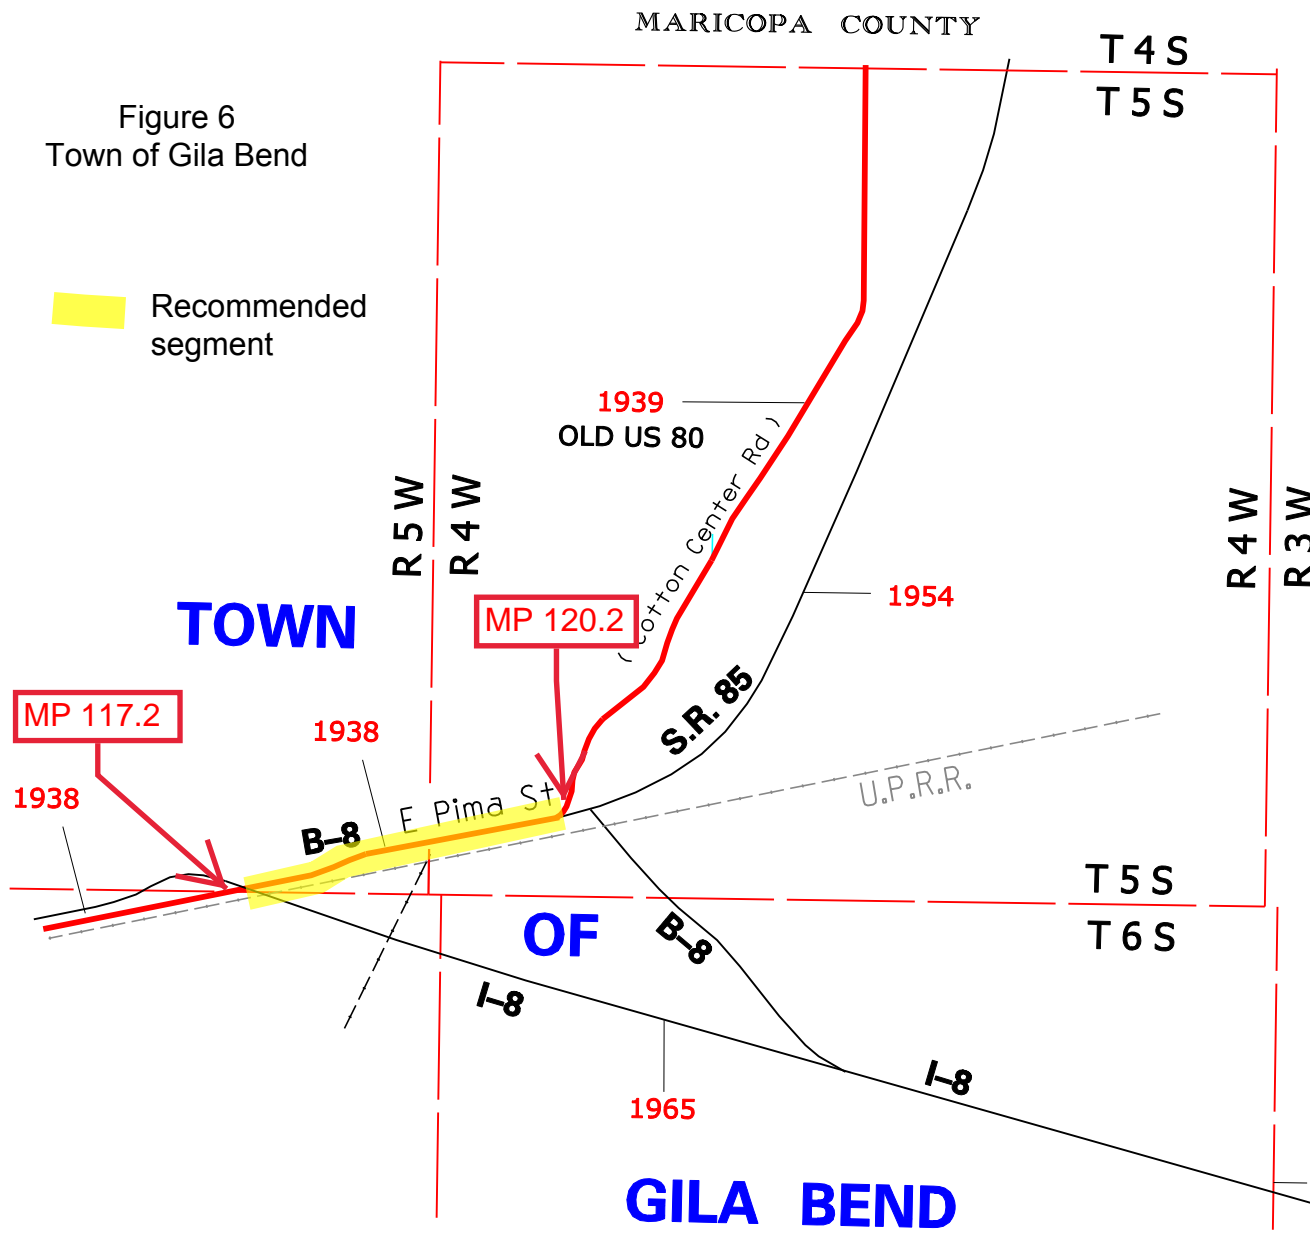 MARICOPA COUNTY
T 4 S
T 5 S
Figure 6
Town of Gila Bend
Recommended
segment
1939
OLD US 80
( Cotton Center Rd )
R 5 W
R 4 W
R 4 W
R 3 W
1954
TOWN
MP 120.2
S.R. 85
MP 117.2
1938
1938
U.P.R.R.
E Pima St
B-8
T 5 S
T 6 S
OF
B-8
I-8
I-8
1965
GILA BEND